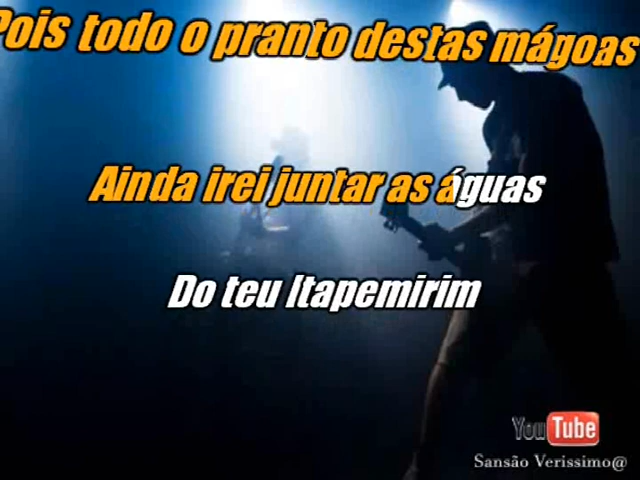 Pois todo o pranto destas mágoas
Ainda irei juntar as águas
Do teu Itapemirim
YouTube
Sansão Verissimo@